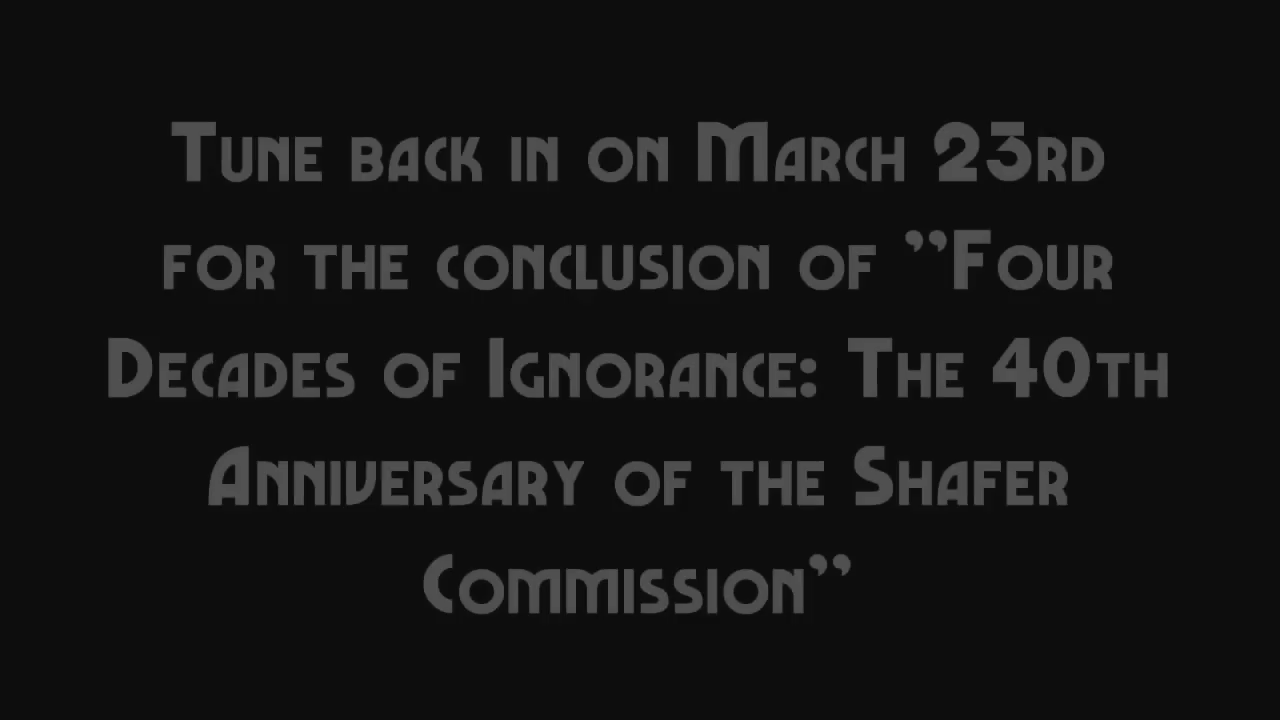 Tune back in on March 23rd
for the conclusion of "Four
Decades of Ignorance: The 40th
Anniversary of the Shafer
Commission"